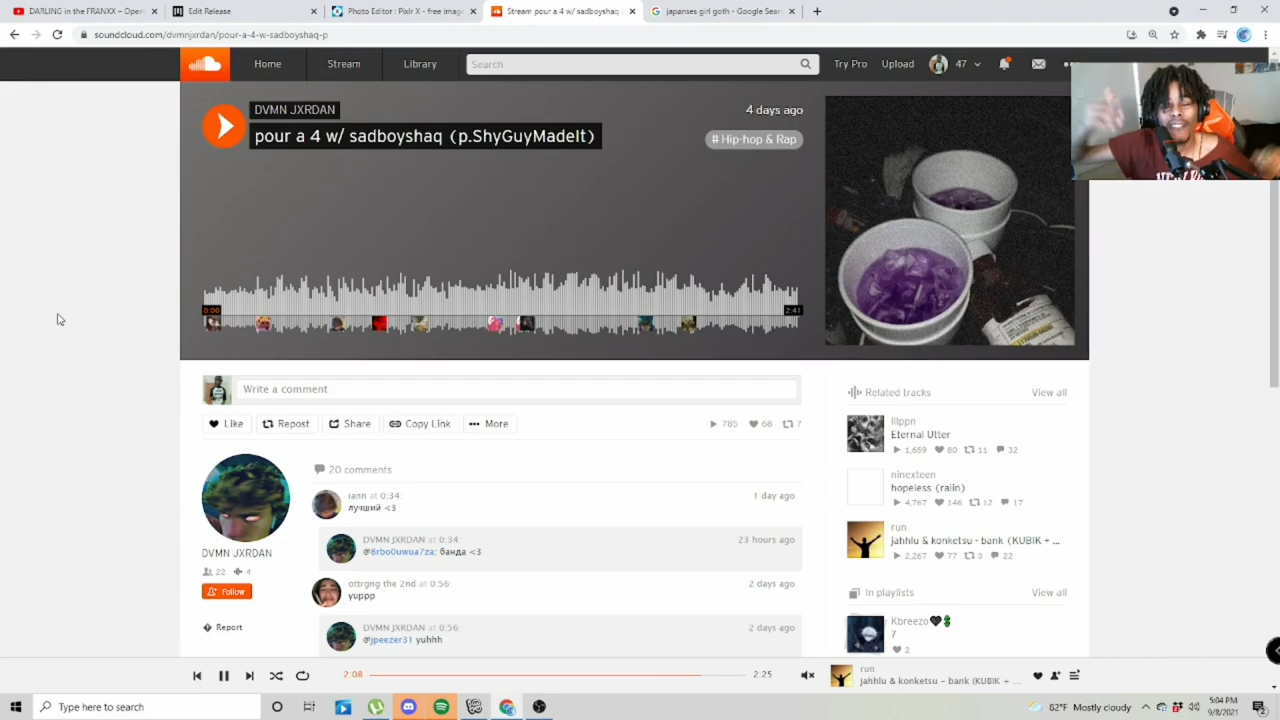 DARLING in the FRANXX – Open
Edit Release
Photo Editor : Pixlr X - free imag
Stream pour a 4 w/ sadboyshaq
japanses girl goth - Google Sear
soundcloud.com/dvmnjxrdan/pour-a-4-w-sadboyshaq-p
Home
Stream
Library
Search
Try Pro
Upload
47
DVMN JXRDAN
4 days ago
pour a 4 w/ sadboyshaq (p.ShyGuyMadeIt)
# Hip-hop & Rap
0:00
2:41
Write a comment
Like
Repost
Share
Copy Link
More
785
68
7
20 comments
iann at 0:34:
1 day ago
лучший <3
DVMN JXRDAN at 0:34:
23 hours ago
@8rbo0uwua7za: банда <3
ottrgng the 2nd at 0:56:
2 days ago
yuppp
DVMN JXRDAN at 0:56:
2 days ago
@jpeezer31 yuhhh
DVMN JXRDAN
22
4
Follow
Report
Related tracks
View all
lilppn
Eternal Utter
1,659
80
11
32
ninexteen
hopeless (raiIn)
4,767
146
12
17
run
jahhlu & konketsu - bank (KUBIK + ...
2,267
77
3
22
In playlists
View all
Kbreezo
7
2
2:08
2:25
run
jahhlu & konketsu – bank (KUBIK + ...
Type here to search
82°F Mostly cloudy
5:04 PM
9/8/2021
2